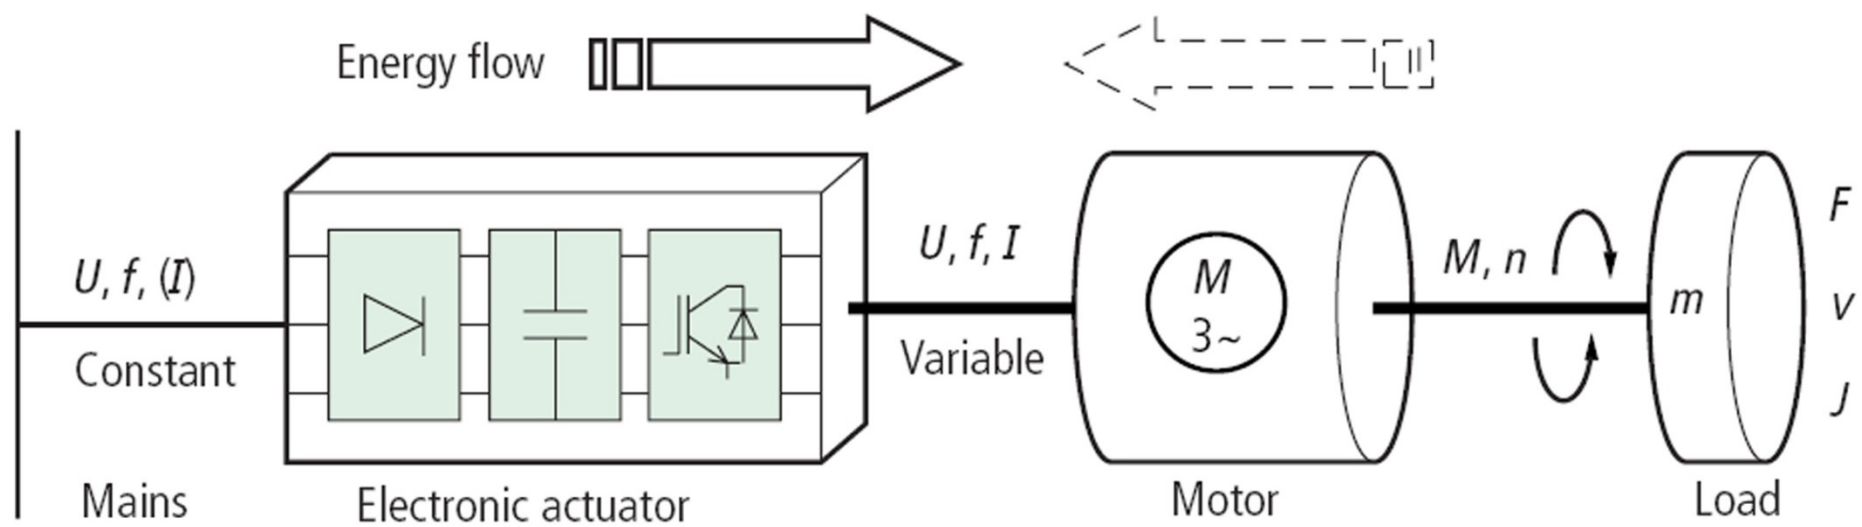 Energy flow
U, f, (I)
Constant
Mains
Electronic actuator
U, f, I
Variable
M
3~
Motor
M, n
m
Load
F
v
J